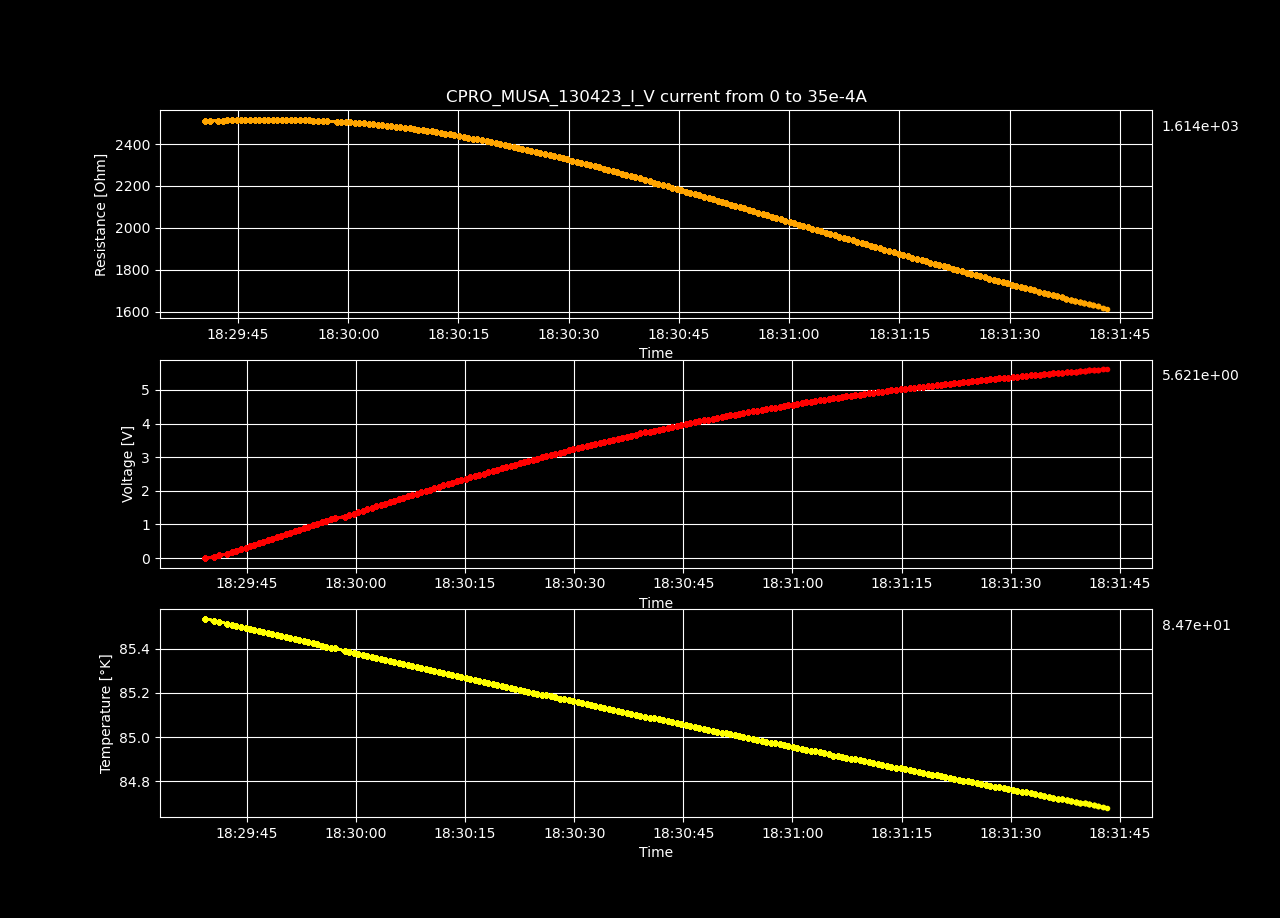 CPRO_MUSA_130423_I_V current from 0 to 35e-4A
1.614e+03
Resistance [Ohm]
2400
2200
2000
1800
1600
18:29:45 18:30:00 18:30:15 18:30:30 18:30:45 18:31:00 18:31:15 18:31:30 18:31:45
Time
5.621e+00
Voltage [V]
5
4
3
2
1
0
18:29:45 18:30:00 18:30:15 18:30:30 18:30:45 18:31:00 18:31:15 18:31:30 18:31:45
Time
8.47e+01
Temperature [°K]
85.4
85.2
85.0
84.8
18:29:45 18:30:00 18:30:15 18:30:30 18:30:45 18:31:00 18:31:15 18:31:30 18:31:45
Time